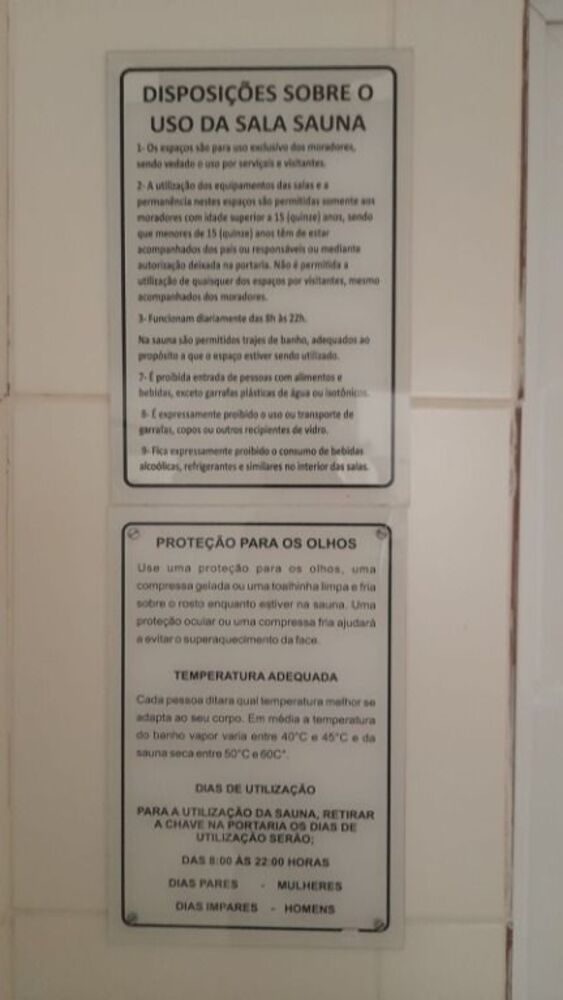 DISPOSIÇÕES SOBRE O
USO DA SALA SAUNA
1- Os espaços são para uso exclusivo dos moradores,
sendo vedado o uso por serviçais e visitantes.
2- A utilização dos equipamentos das salas e a
permanência nestes espaços são permitidas somente aos
moradores com idade superior a 15 (quinze) anos, sendo
que menores de 15 (quinze) anos têm de estar
acompanhados dos pais ou responsáveis ou mediante
autorização deixada na portaria. Não é permitida a
utilização de quaisquer dos espaços por visitantes, mesmo
acompanhados dos moradores.
3- Funcionam diariamente das 8h às 22h.
Na sauna são permitidos trajes de banho, adequados ao
propósito a que o espaço estiver sendo utilizado.
7- É proibida entrada de pessoas com alimentos e
bebidas, exceto garrafas plásticas de água ou isotônicos.
8- É expressamente proibido o uso ou transporte de
garrafas, copos ou outros recipientes de vidro.
9- Fica expressamente proibido o consumo de bebidas
alcoólicas, refrigerantes e similares no interior das salas.
PROTEÇÃO PARA OS OLHOS
Use uma proteção para os olhos, uma
compressa gelada ou uma toalhinha limpa e fria
sobre o rosto enquanto estiver na sauna. Uma
proteção ocular ou uma compressa fria ajudará
a evitar o superaquecimento da face.
TEMPERATURA ADEQUADA
Cada pessoa ditara qual temperatura melhor se
adapta ao seu corpo. Em média a temperatura
do banho vapor varia entre 40°C e 45°C e da
sauna seca entre 50°C e 60C°.
DIAS DE UTILIZAÇÃO
PARA A UTILIZAÇÃO DA SAUNA, RETIRAR
A CHAVE NA PORTARIA OS DIAS DE
UTILIZAÇÃO SERÃO;
DAS 8:00 ÀS 22:00 HORAS
DIAS PARES - MULHERES
DIAS IMPARES - HOMENS